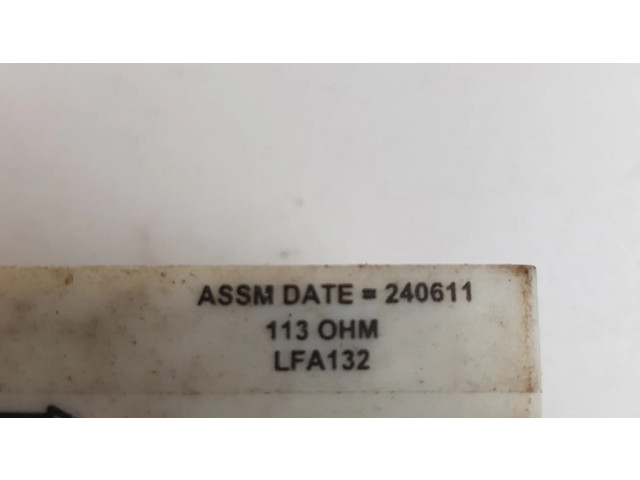 ASSM DATE = 240611
113 OHM
LFA132